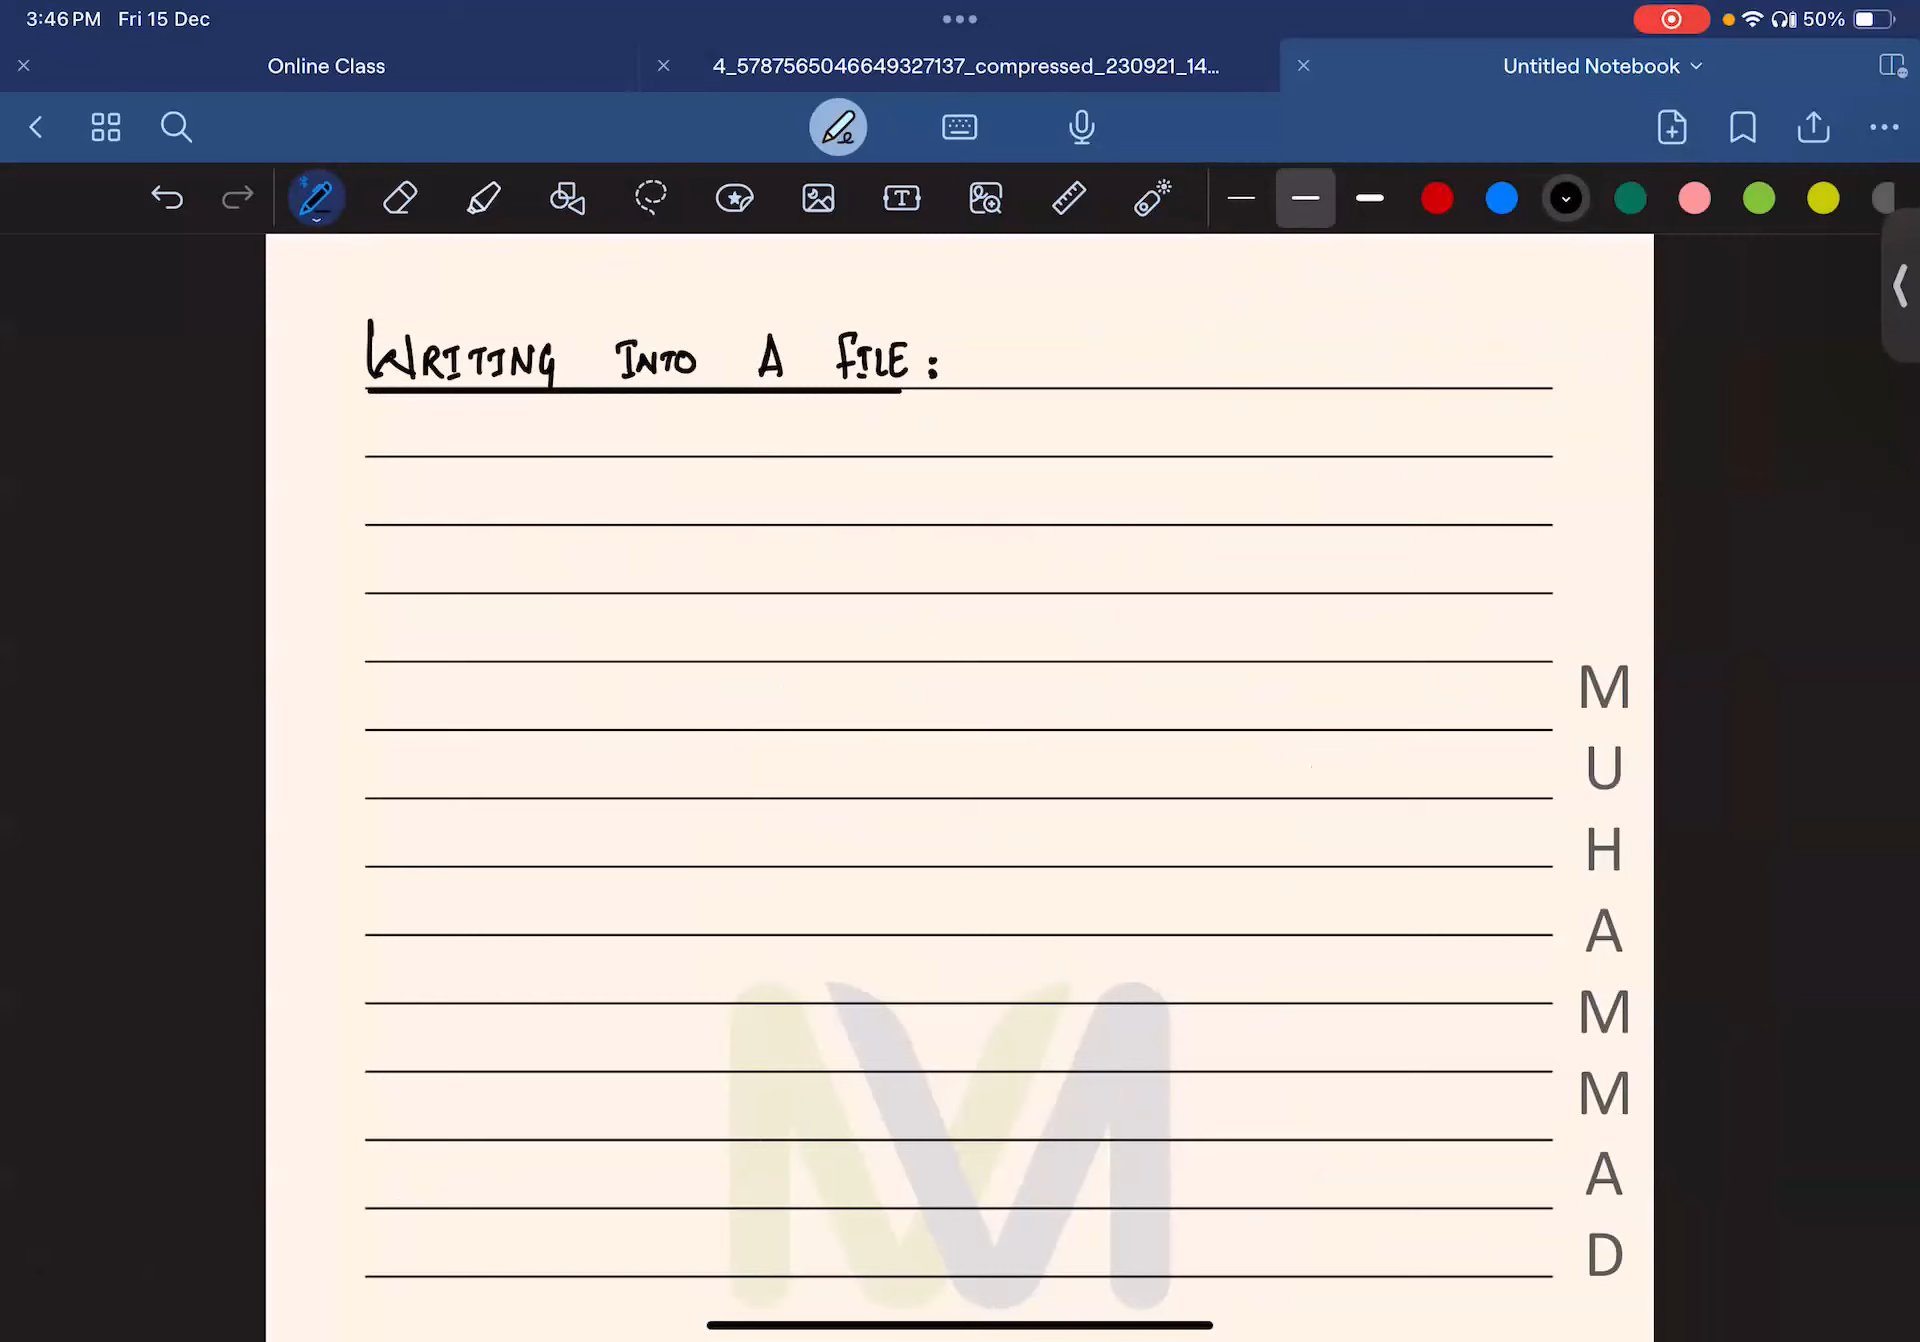 3:46 PM Fri 15 Dec
50%
Online Class
4_5787565046649327137_compressed_230921_14...
Untitled Notebook
WRITING INTO A FILE:
M
U
H
A
M
M
A
D